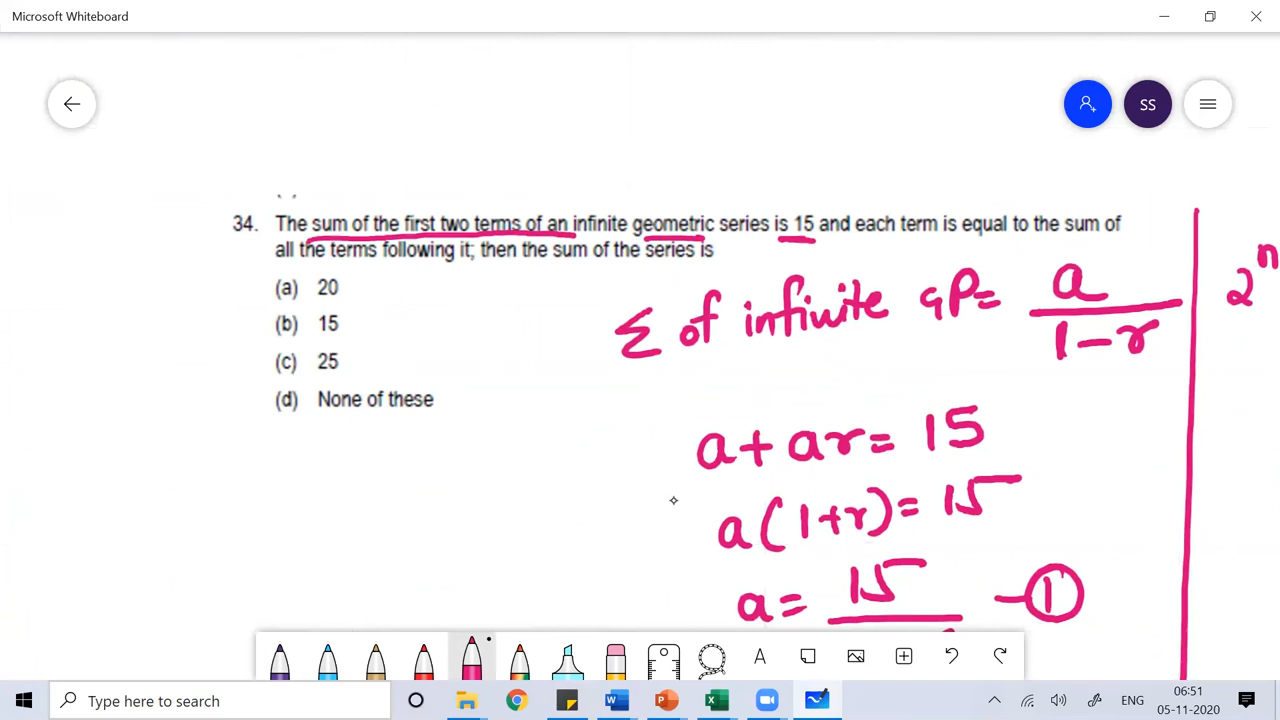 Microsoft Whiteboard
SS
34. The sum of the first two terms of an infinite geometric series is 15 and each term is equal to the sum of
all the terms following it; then the sum of the series is
(a) 20
(b) 15
(c) 25
(d) None of these
Σ of infinite GP = a / 1-r
2^n
a + ar = 15
a(1+r) = 15
a = 15 -①
A
Type here to search
ENG
06:51
05-11-2020